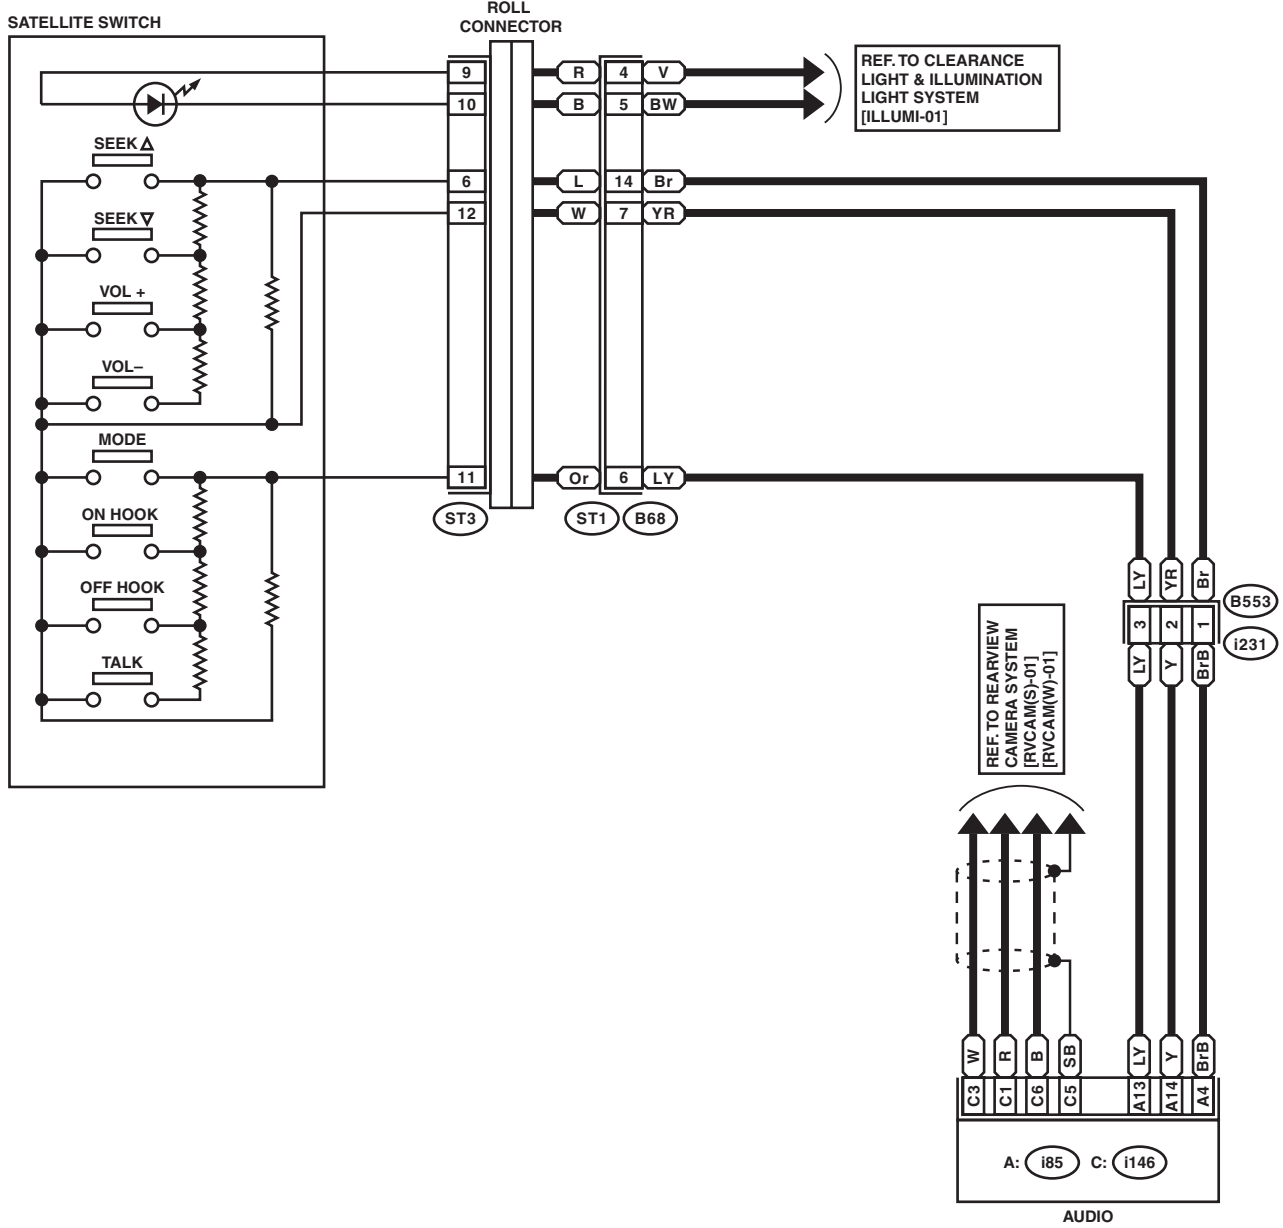 SATELLITE SWITCH
ROLL
CONNECTOR
9
R
4
V
10
B
5
BW
REF. TO CLEARANCE
LIGHT & ILLUMINATION
LIGHT SYSTEM
[ILLUMI-01]
SEEK △
6
L
14
Br
12
W
7
YR
SEEK ▽
VOL +
VOL–
MODE
11
Or
6
LY
ON HOOK
ST3
ST1
B68
OFF HOOK
TALK
LY
YR
Br
B553
3
2
1
i231
LY
Y
BrB
REF. TO REARVIEW
CAMERA SYSTEM
[RVCAM(S)-01]
[RVCAM(W)-01]
W
R
B
SB
LY
Y
BrB
C3
C1
C6
C5
A13
A14
A4
A: i85 C: i146
AUDIO